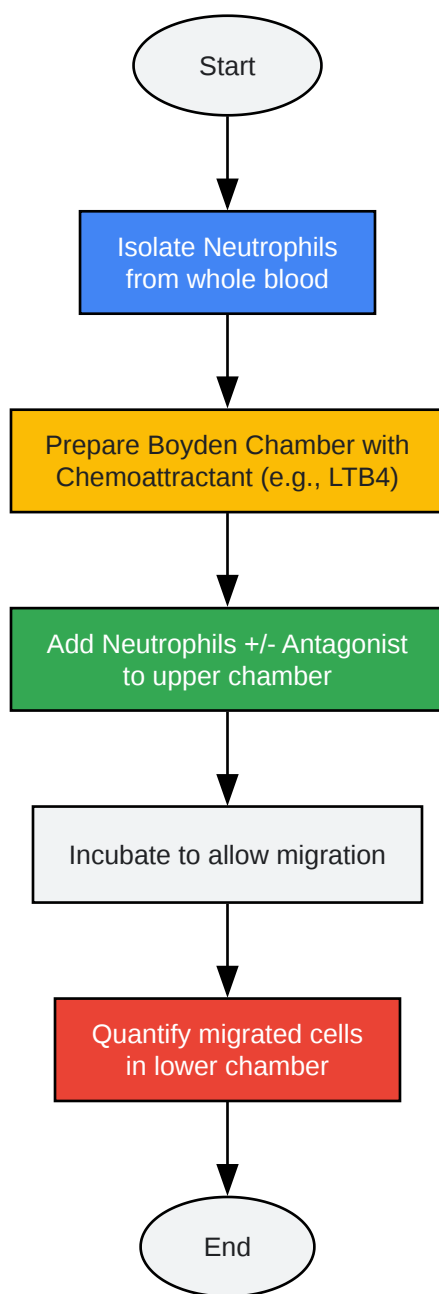 Start
Isolate Neutrophils
from whole blood
Prepare Boyden Chamber with
Chemoattractant (e.g., LTB4)
Add Neutrophils +/- Antagonist
to upper chamber
Incubate to allow migration
Quantify migrated cells
in lower chamber
End